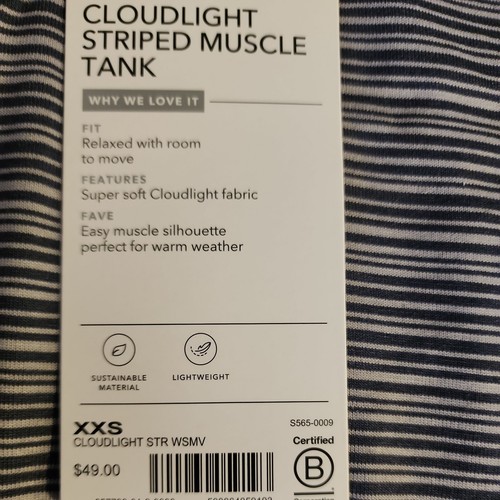 CLOUDLIGHT
STRIPED MUSCLE
TANK
WHY WE LOVE IT
FIT
Relaxed with room
to move
FEATURES
Super soft Cloudlight fabric
FAVE
Easy muscle silhouette
perfect for warm weather
SUSTAINABLE
MATERIAL
LIGHTWEIGHT
XXS
S565-0009
CLOUDLIGHT STR WSMV
Certified
$49.00
B